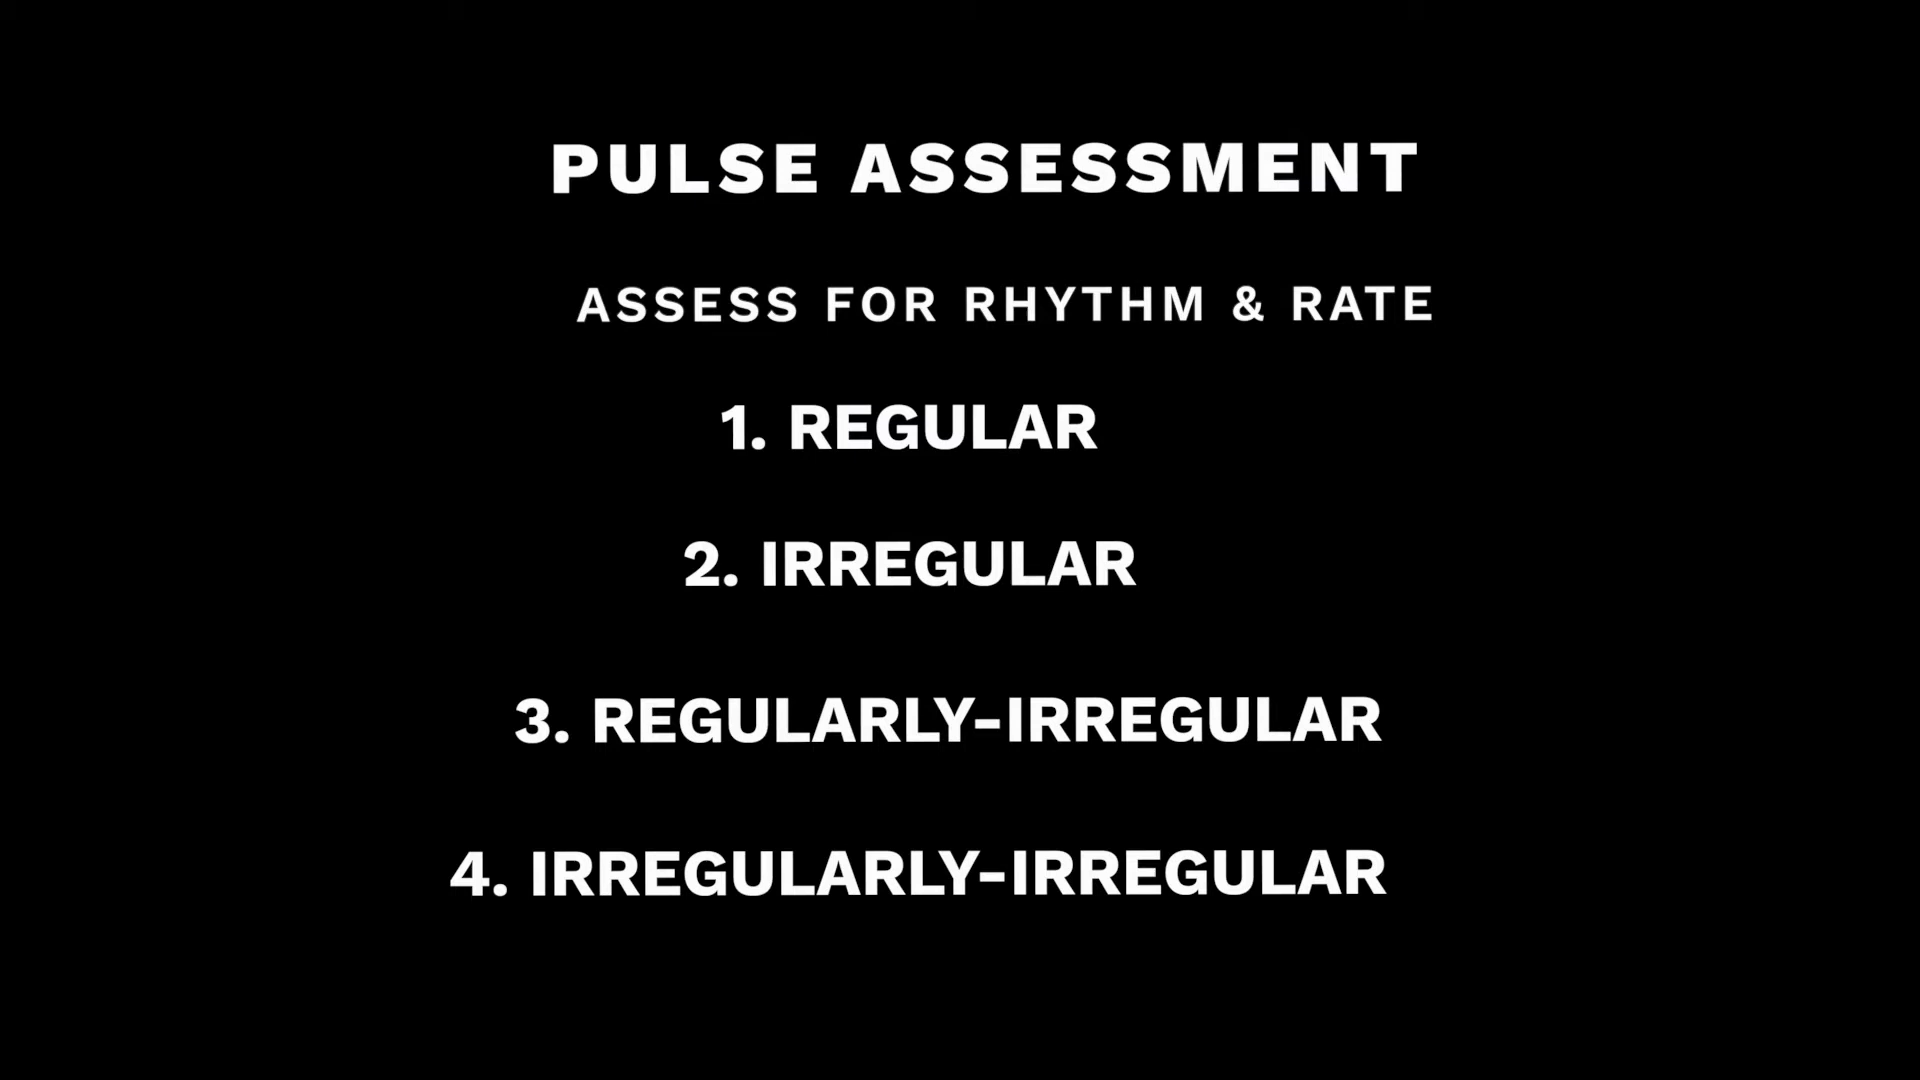 PULSE ASSESSMENT
ASSESS FOR RHYTHM & RATE
1. REGULAR
2. IRREGULAR
3. REGULARLY-IRREGULAR
4. IRREGULARLY-IRREGULAR